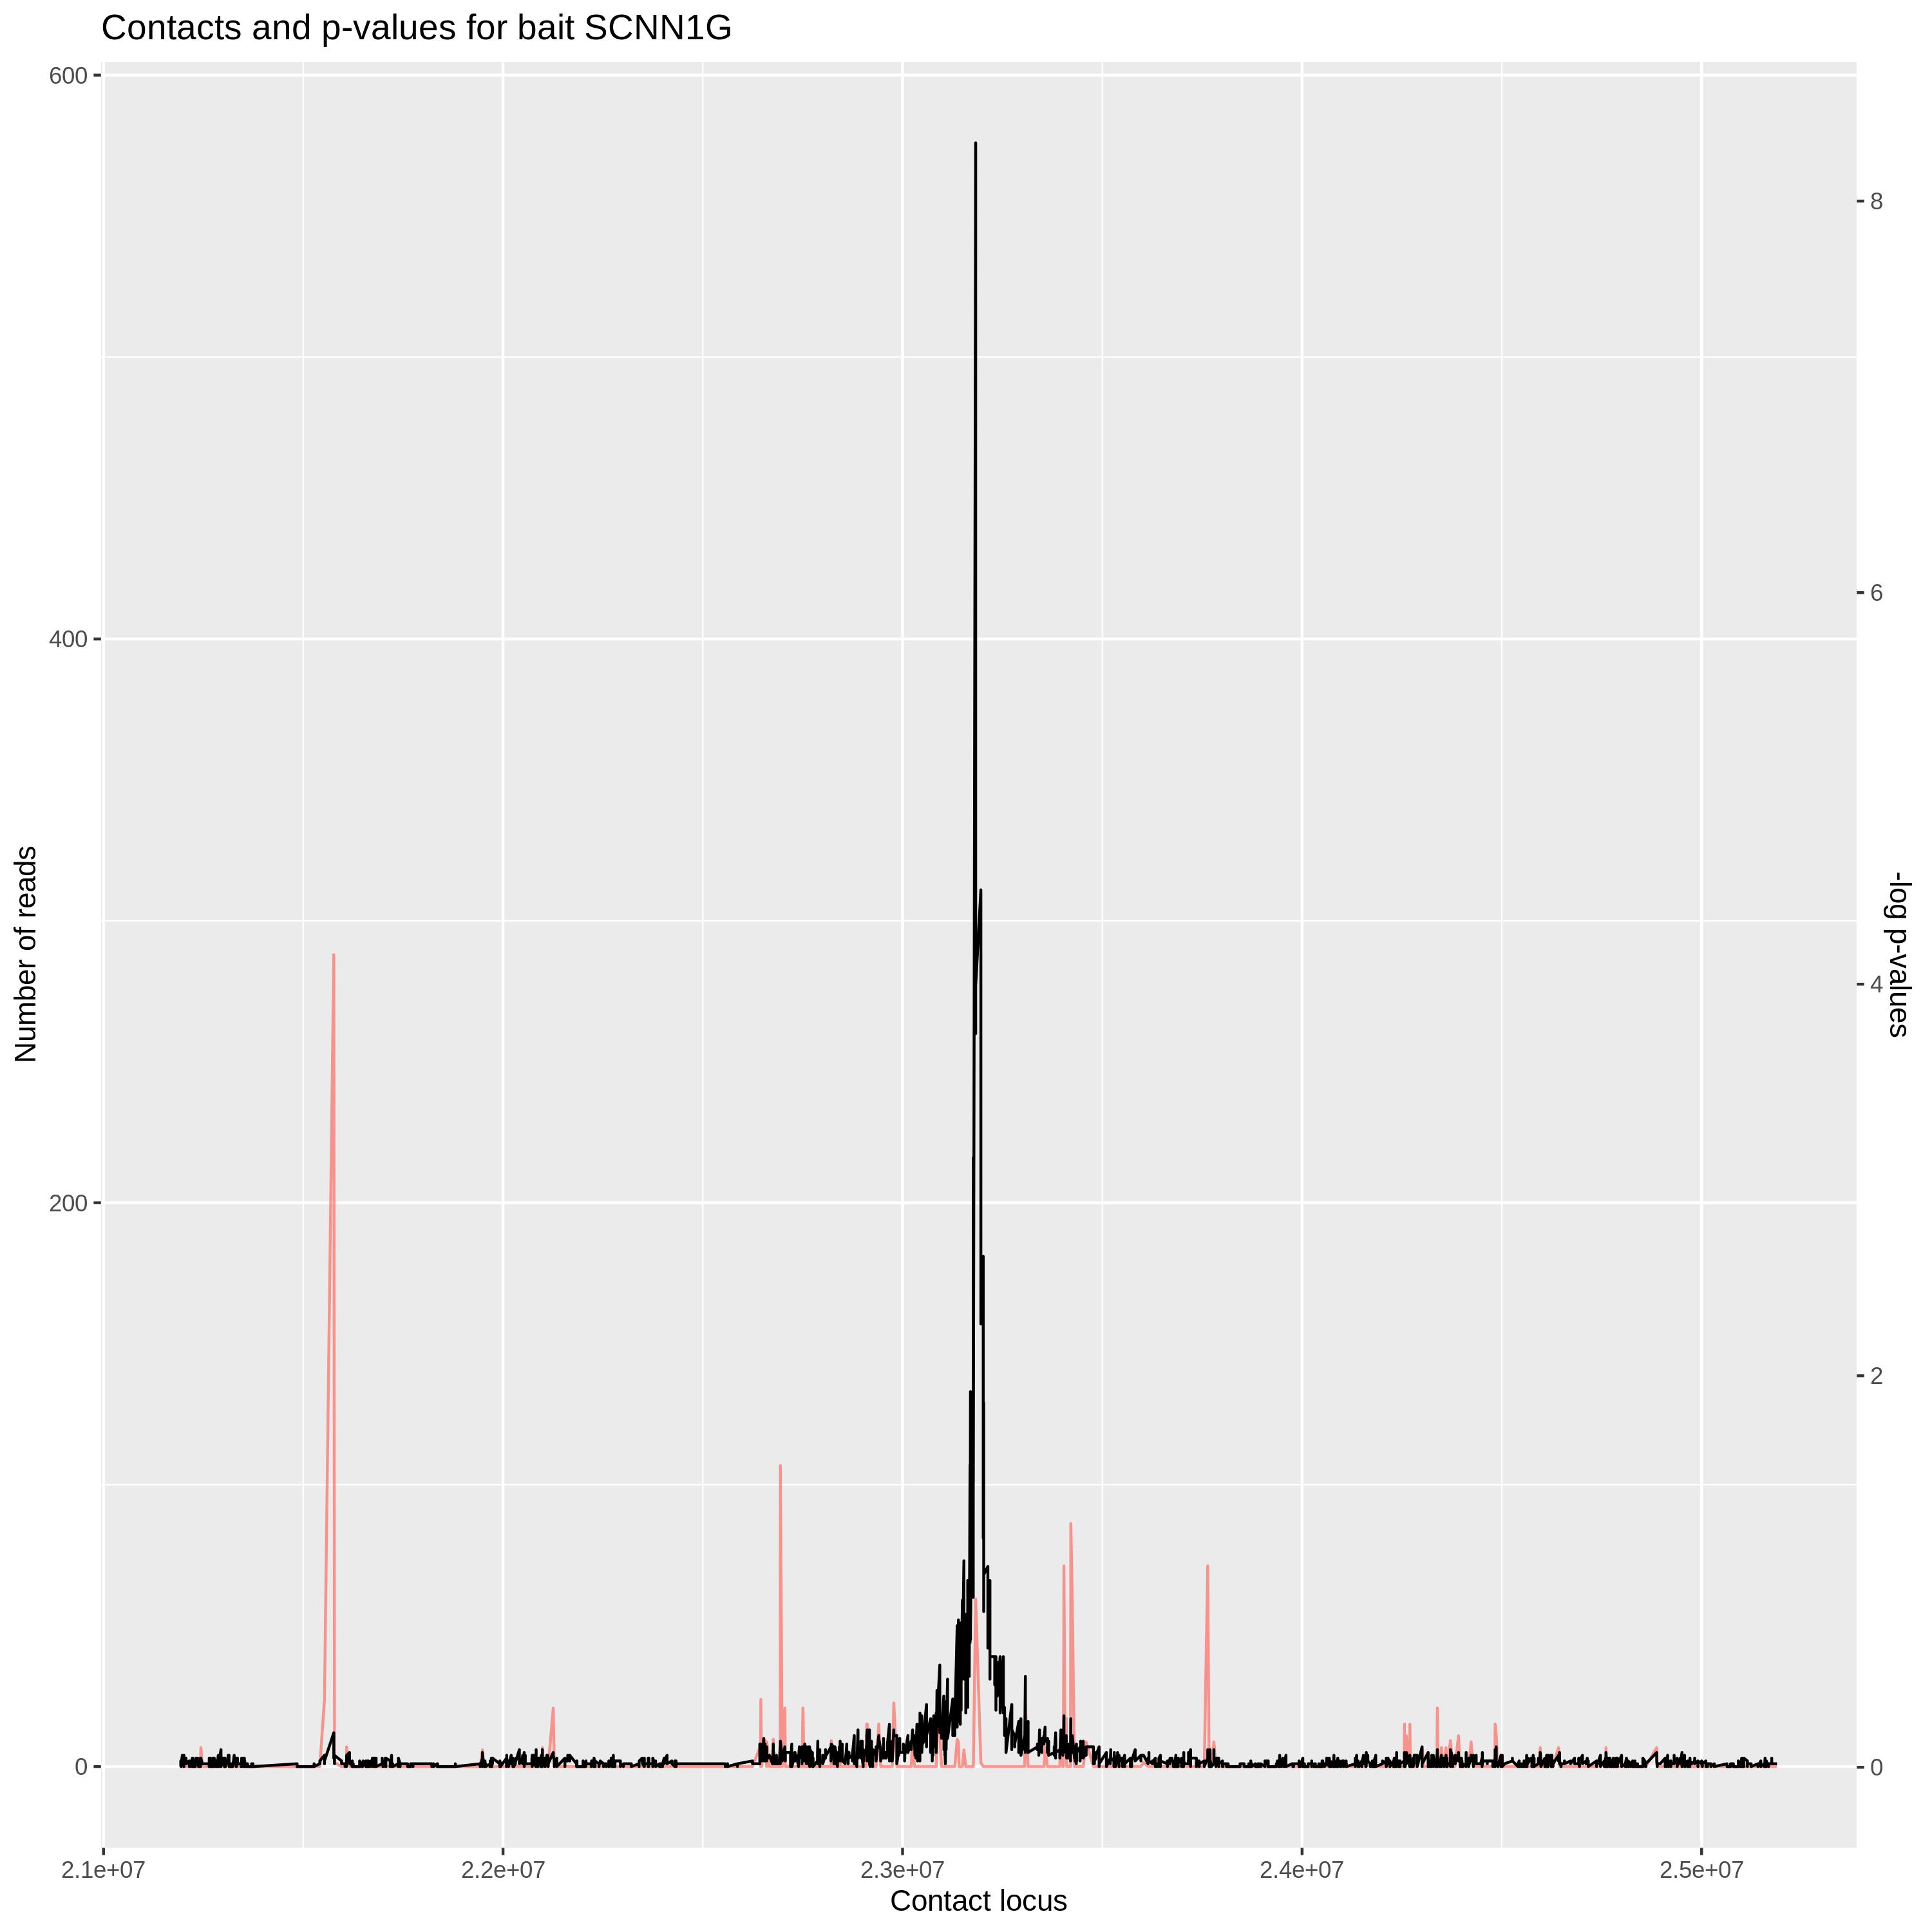 Contacts and p-values for bait SCNN1G
600
400
200
0
Number of reads
8
6
4
2
0
-log p-values
2.1e+07 2.2e+07 2.3e+07 2.4e+07 2.5e+07
Contact locus